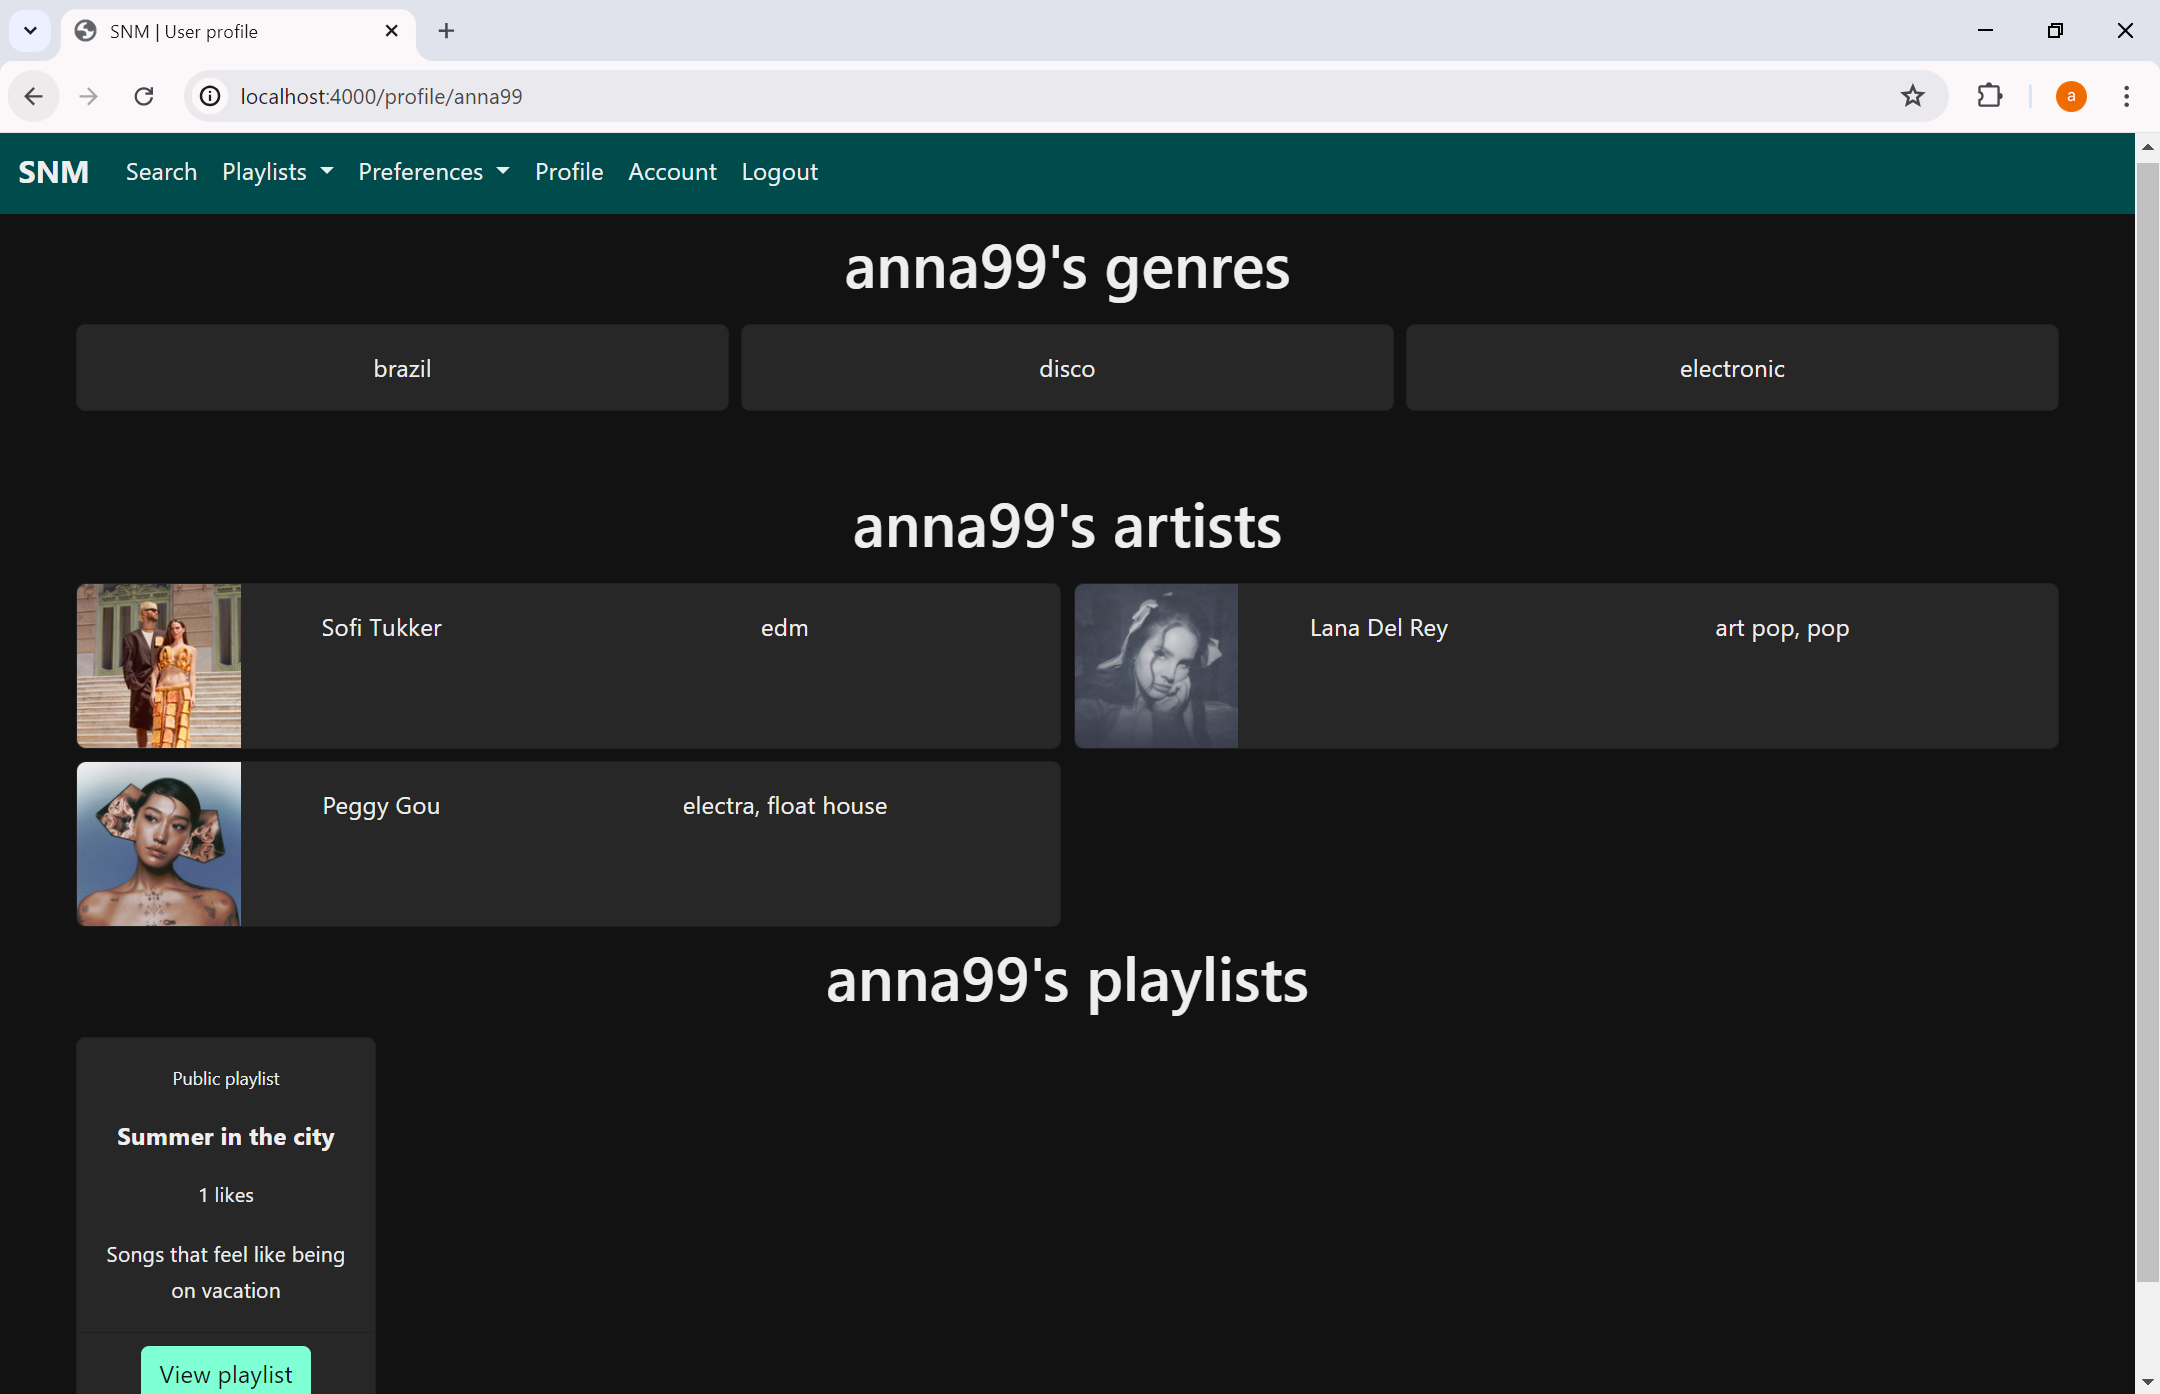 SNM | User profile
localhost:4000/profile/anna99
a
SNM Search Playlists Preferences Profile Account Logout
anna99's genres
brazil disco electronic
anna99's artists
Sofi Tukker edm Lana Del Rey art pop, pop
Peggy Gou electra, float house
anna99's playlists
Public playlist
Summer in the city
1 likes
Songs that feel like being
on vacation
View playlist